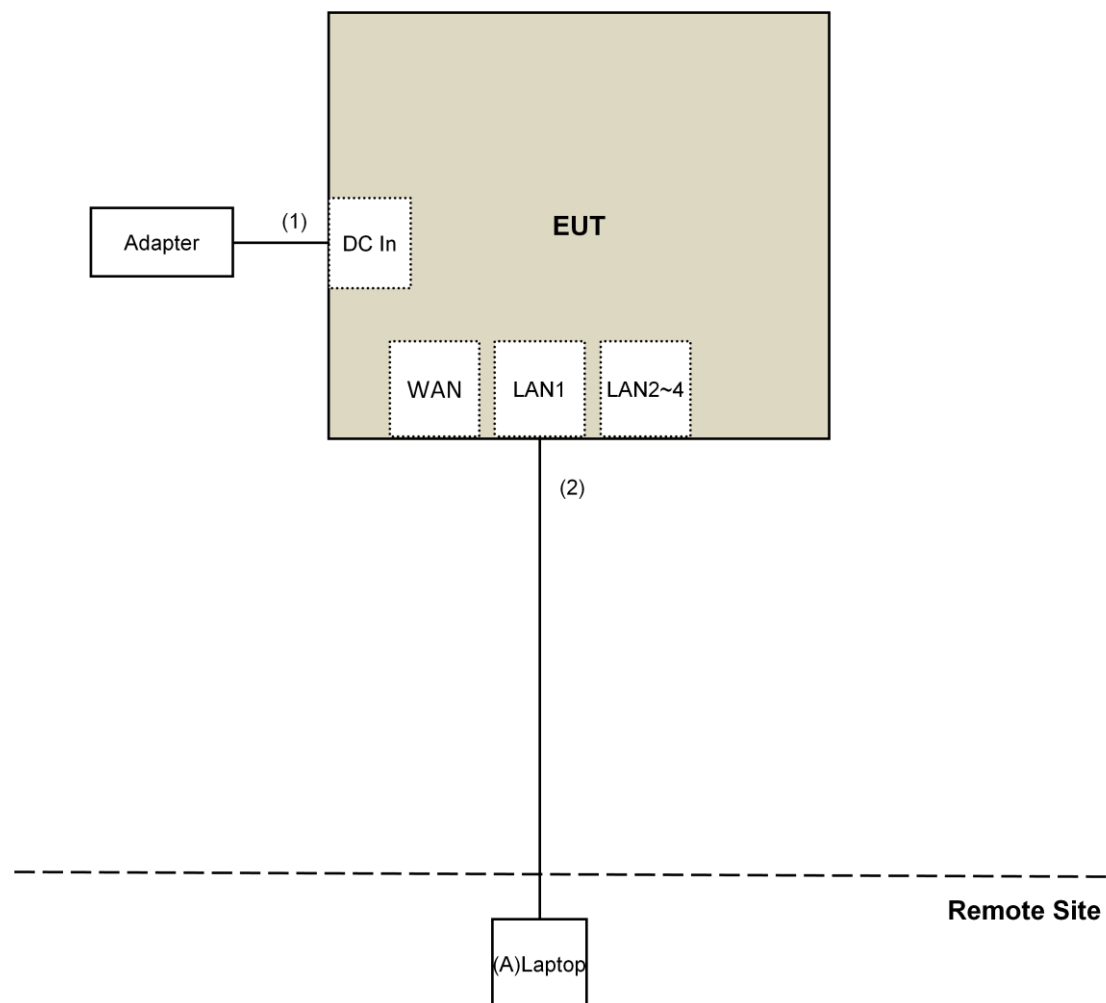 (1)
EUT
Adapter
DC In
WAN
LAN1
LAN2~4
(2)
Remote Site
(A)Laptop